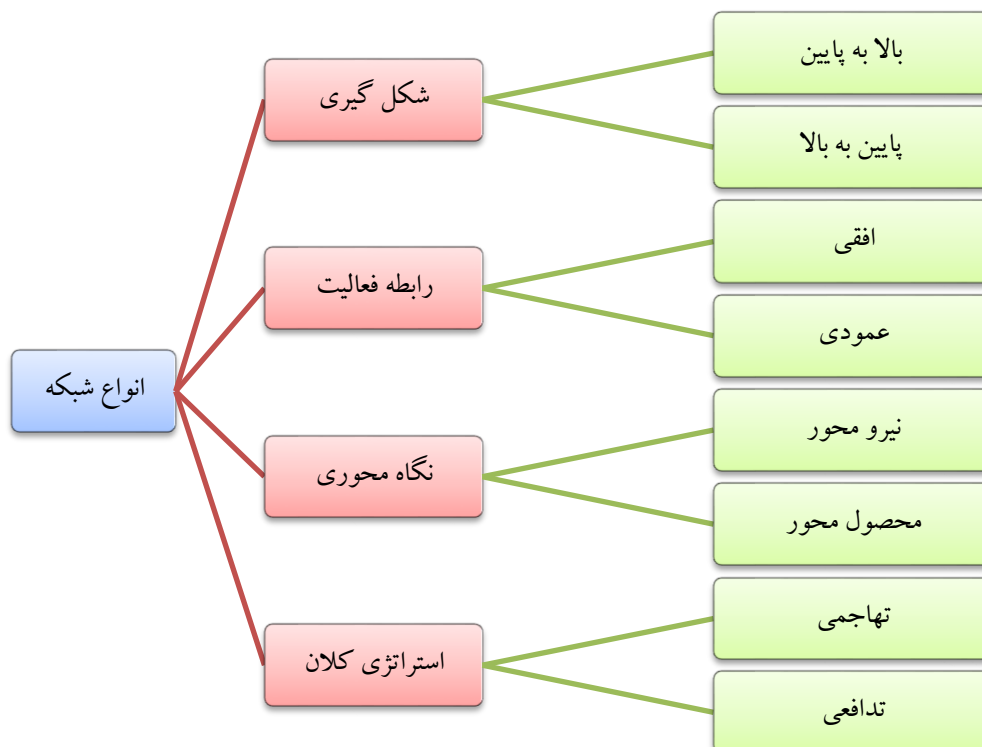 انواع شبکه
شکل گیری
بالا به پایین
پایین به بالا
رابطه فعالیت
افقی
عمودی
نگاه محوری
نیرو محور
محصول محور
استراتژی کلان
تهاجمی
تدافعی